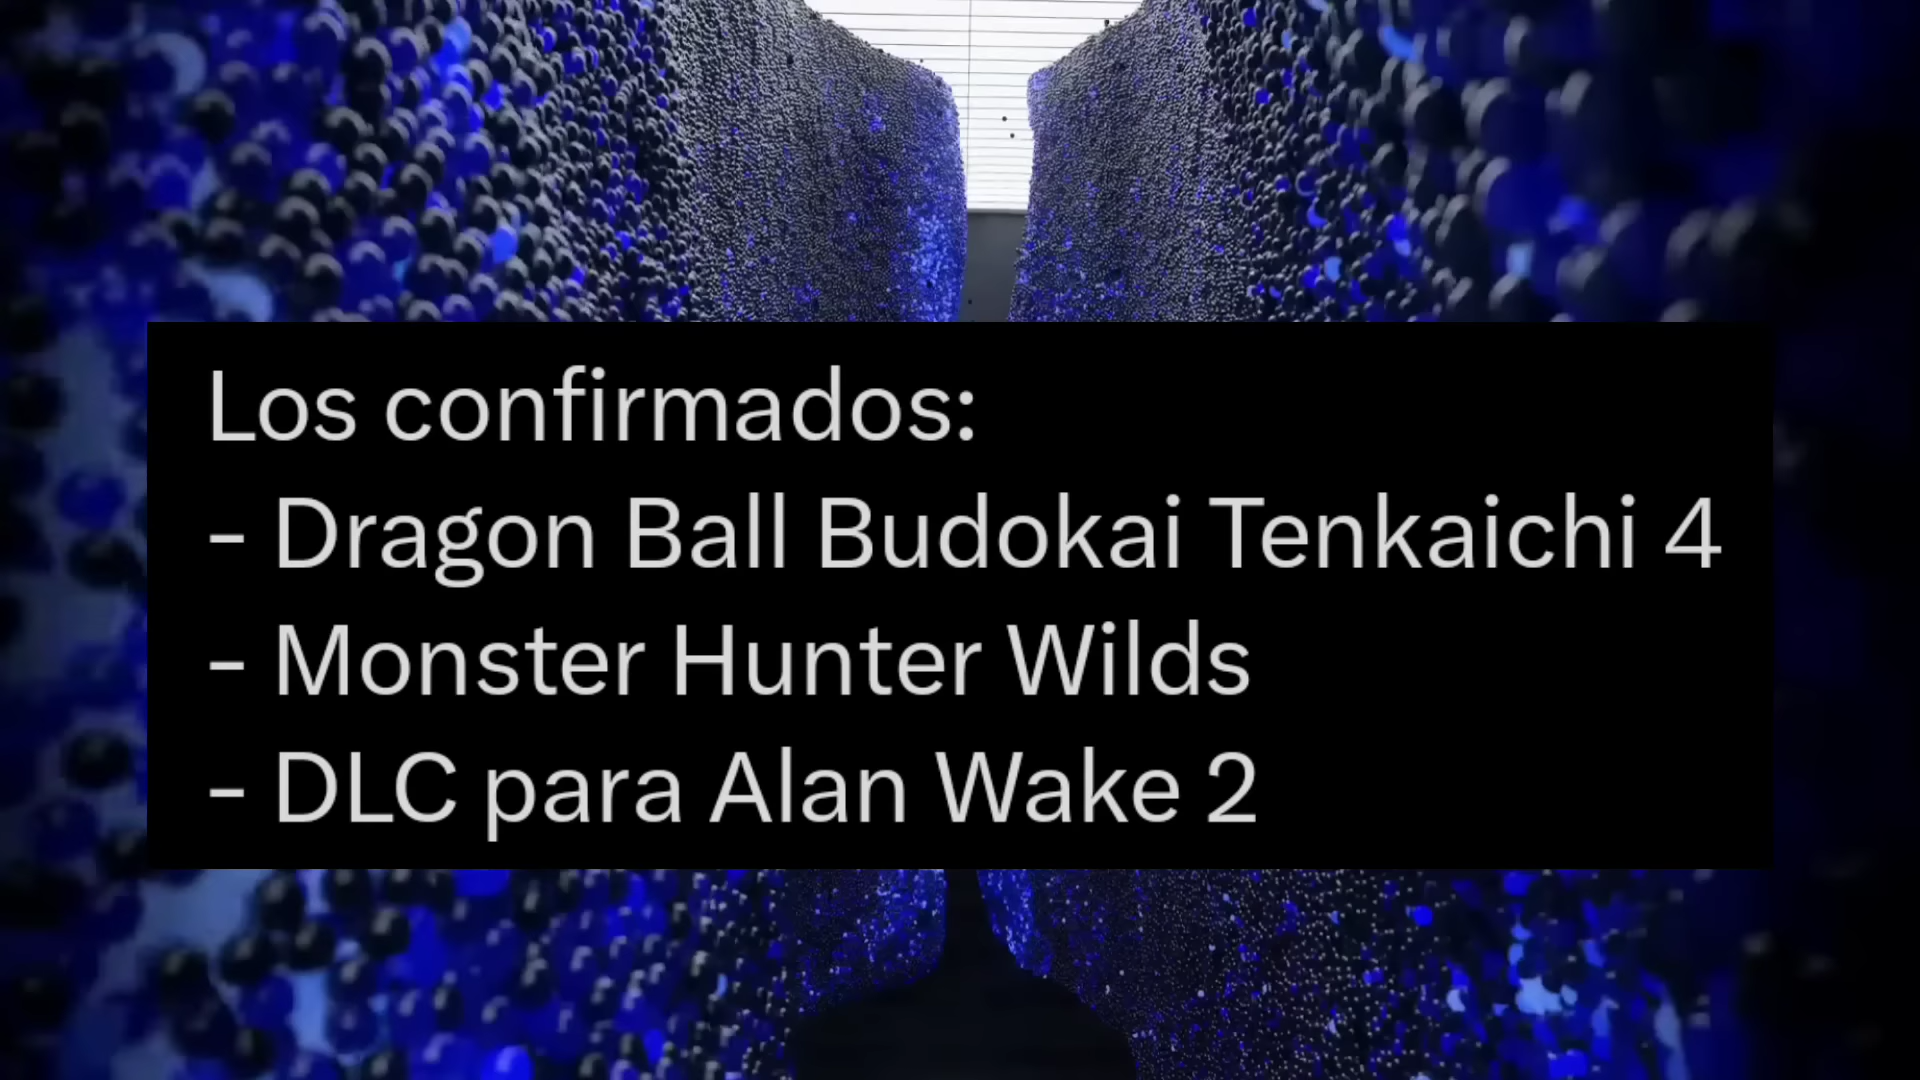 Los confirmados:
- Dragon Ball Budokai Tenkaichi 4
- Monster Hunter Wilds
- DLC para Alan Wake 2